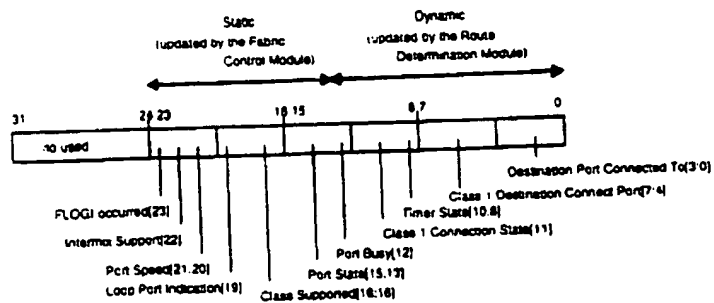 Static
(updated by the Fabric
Control Module)
Dynamic
(updated by the Route
Determination Module)
31
24,23
16,15
8,7
0
no used
Destination Port Connected To[3:0]
Class 1 Destination Connect Port[7:4]
Timer State[10,8]
Class 1 Connection State[11]
Port Busy[12]
Port State[15,13]
Class Supported[18:16]
Loop Port Indication[19]
Port Speed[21,20]
Intermix Support[22]
FLOGI occurred[23]